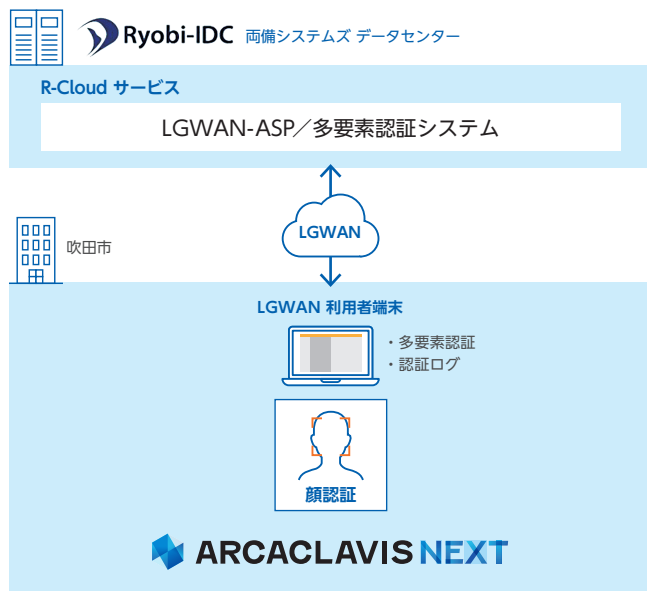 Ryobi-IDC 両備システムズ データセンター
R-Cloud サービス
LGWAN-ASP／多要素認証システム
LGWAN
吹田市
LGWAN 利用者端末
・多要素認証
・認証ログ
顔認証
ARCACLAVIS NEXT